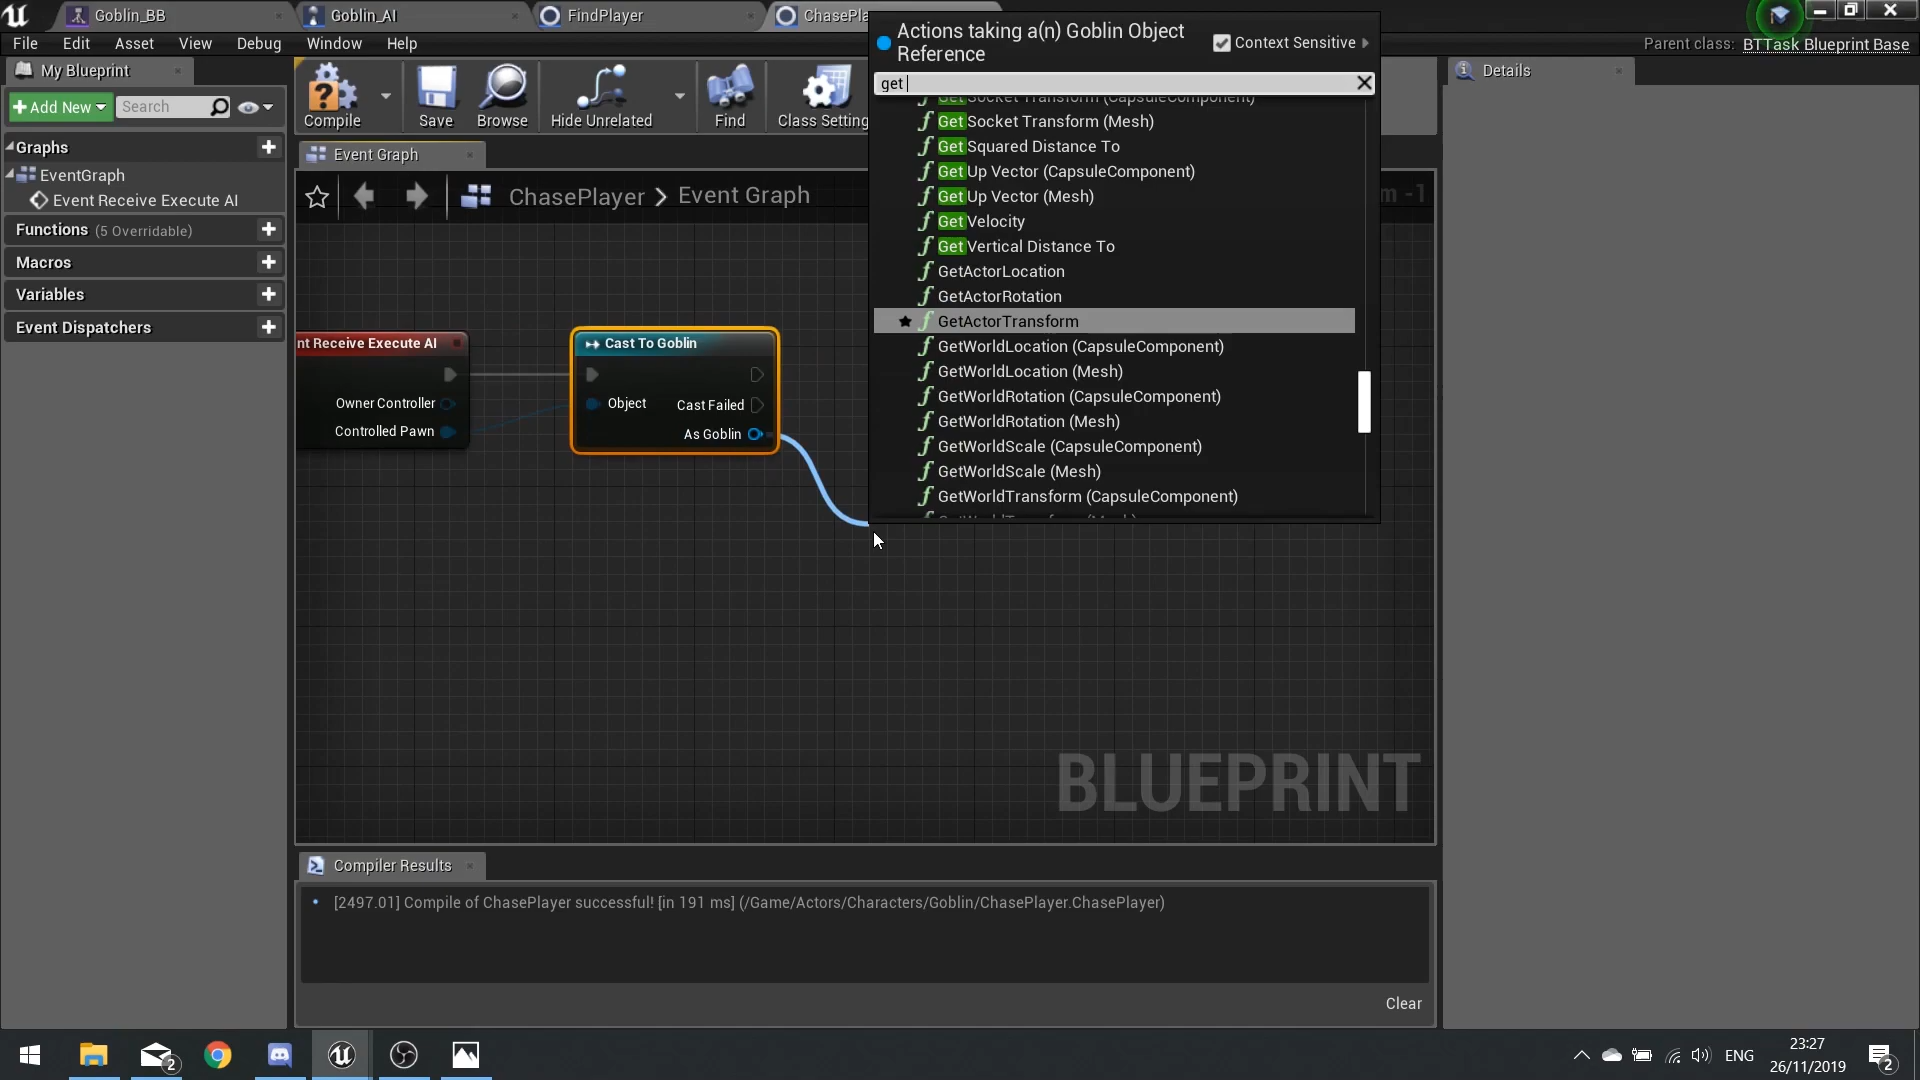 Goblin_BB
Goblin_AI
FindPlayer
File
Edit
Asset
View
Debug
Window
Help
Parent class: BTTask Blueprint Base
My Blueprint
Details
Add New
Search
Compile
Save
Browse
Hide Unrelated
Find
Graphs
EventGraph
Event Receive Execute AI
Functions (5 Overridable)
Macros
Variables
Event Dispatchers
Event Graph
ChasePlayer > Event Graph
Receive Execute AI
Owner Controller
Controlled Pawn
Cast To Goblin
Object
Cast Failed
As Goblin
Actions taking a(n) Goblin Object
Reference
Context Sensitive
get
Get Socket Transform (CapsuleComponent)
Get Socket Transform (Mesh)
Get Squared Distance To
Get Up Vector (CapsuleComponent)
Get Up Vector (Mesh)
Get Velocity
Get Vertical Distance To
GetActorLocation
GetActorRotation
GetActorTransform
GetWorldLocation (CapsuleComponent)
GetWorldLocation (Mesh)
GetWorldRotation (CapsuleComponent)
GetWorldRotation (Mesh)
GetWorldScale (CapsuleComponent)
GetWorldScale (Mesh)
GetWorldTransform (CapsuleComponent)
BLUEPRINT
Compiler Results
[2497.01] Compile of ChasePlayer successful! [in 191 ms] (/Game/Actors/Characters/Goblin/ChasePlayer.ChasePlayer)
Clear
2
ENG
23:27
26/11/2019
2